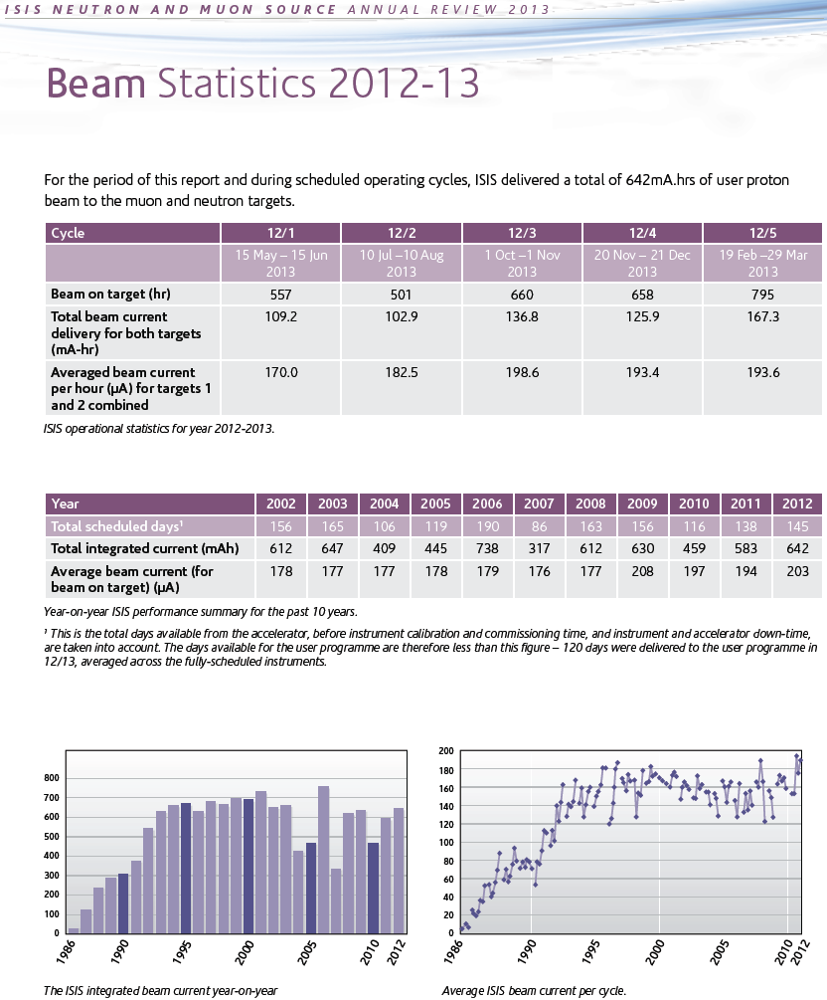 ISIS NEUTRON AND MUON SOURCE ANNUAL REVIEW 2013
Beam Statistics 2012-13
For the period of this report and during scheduled operating cycles, ISIS delivered a total of 642mA.hrs of user proton
beam to the muon and neutron targets.
Cycle 12/1 12/2 12/3 12/4 12/5
15 May – 15 Jun 10 Jul –10 Aug 1 Oct –1 Nov 20 Nov – 21 Dec 19 Feb –29 Mar
2013 2013 2013 2013 2013
Beam on target (hr) 557 501 660 658 795
Total beam current 109.2 102.9 136.8 125.9 167.3
delivery for both targets
(mA-hr)
Averaged beam current 170.0 182.5 198.6 193.4 193.6
per hour (µA) for targets 1
and 2 combined
ISIS operational statistics for year 2012-2013.
Year 2002 2003 2004 2005 2006 2007 2008 2009 2010 2011 2012
Total scheduled days¹ 156 165 106 119 190 86 163 156 116 138 145
Total integrated current (mAh) 612 647 409 445 738 317 612 630 459 583 642
Average beam current (for 178 177 177 178 179 176 177 208 197 194 203
beam on target) (µA)
Year-on-year ISIS performance summary for the past 10 years.
¹ This is the total days available from the accelerator, before instrument calibration and commissioning time, and instrument and accelerator down-time,
are taken into account. The days available for the user programme are therefore less than this figure – 120 days were delivered to the user programme in
12/13, averaged across the fully-scheduled instruments.
800
700
600
500
400
300
200
100
0
1986 1990 1995 2000 2005 2010 2012
The ISIS integrated beam current year-on-year
200
180
160
140
120
100
80
60
40
20
0
1986 1990 1995 2000 2005 2010 2012
Average ISIS beam current per cycle.